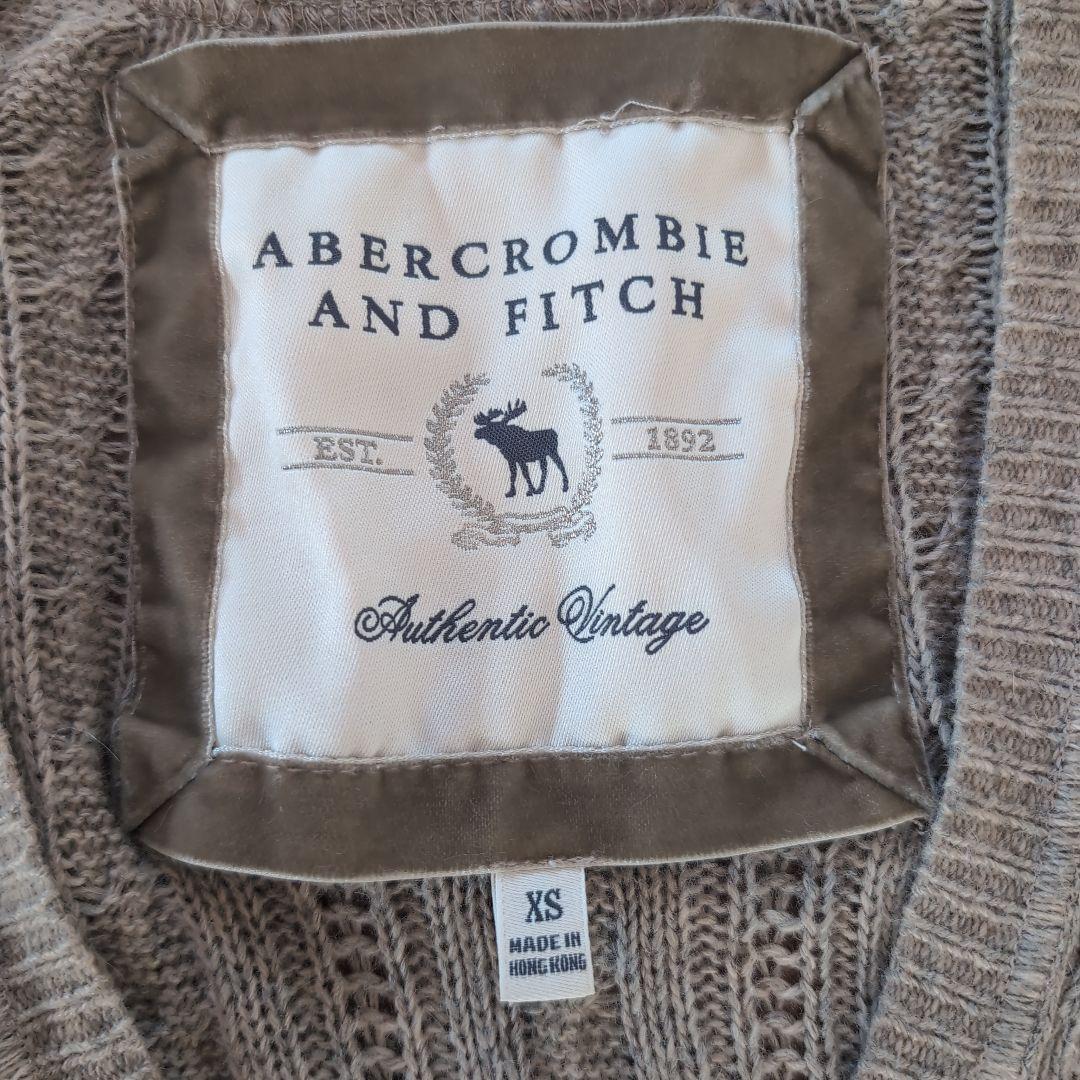 ABERCROMBIE
AND FITCH
EST. 1892
Authentic Vintage
XS
MADE IN
HONG KONG